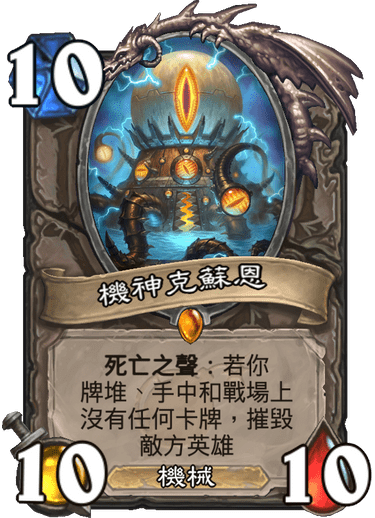 10
機神克蘇恩
死亡之聲：若你
牌堆、手中和戰場上
沒有任何卡牌，摧毀
敵方英雄
10 機械 10